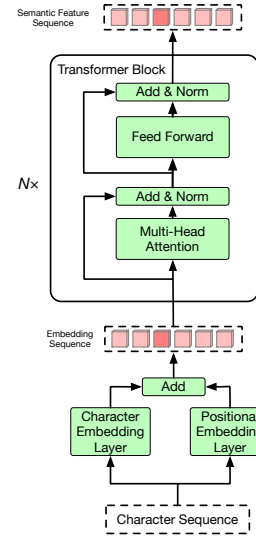 Semantic Feature
Sequence
Transformer Block
Add & Norm
Feed Forward
N×
Add & Norm
Multi-Head
Attention
Embedding
Sequence
Add
Character
Embedding
Layer
Positiona
Embeddin
Layer
Character Sequence